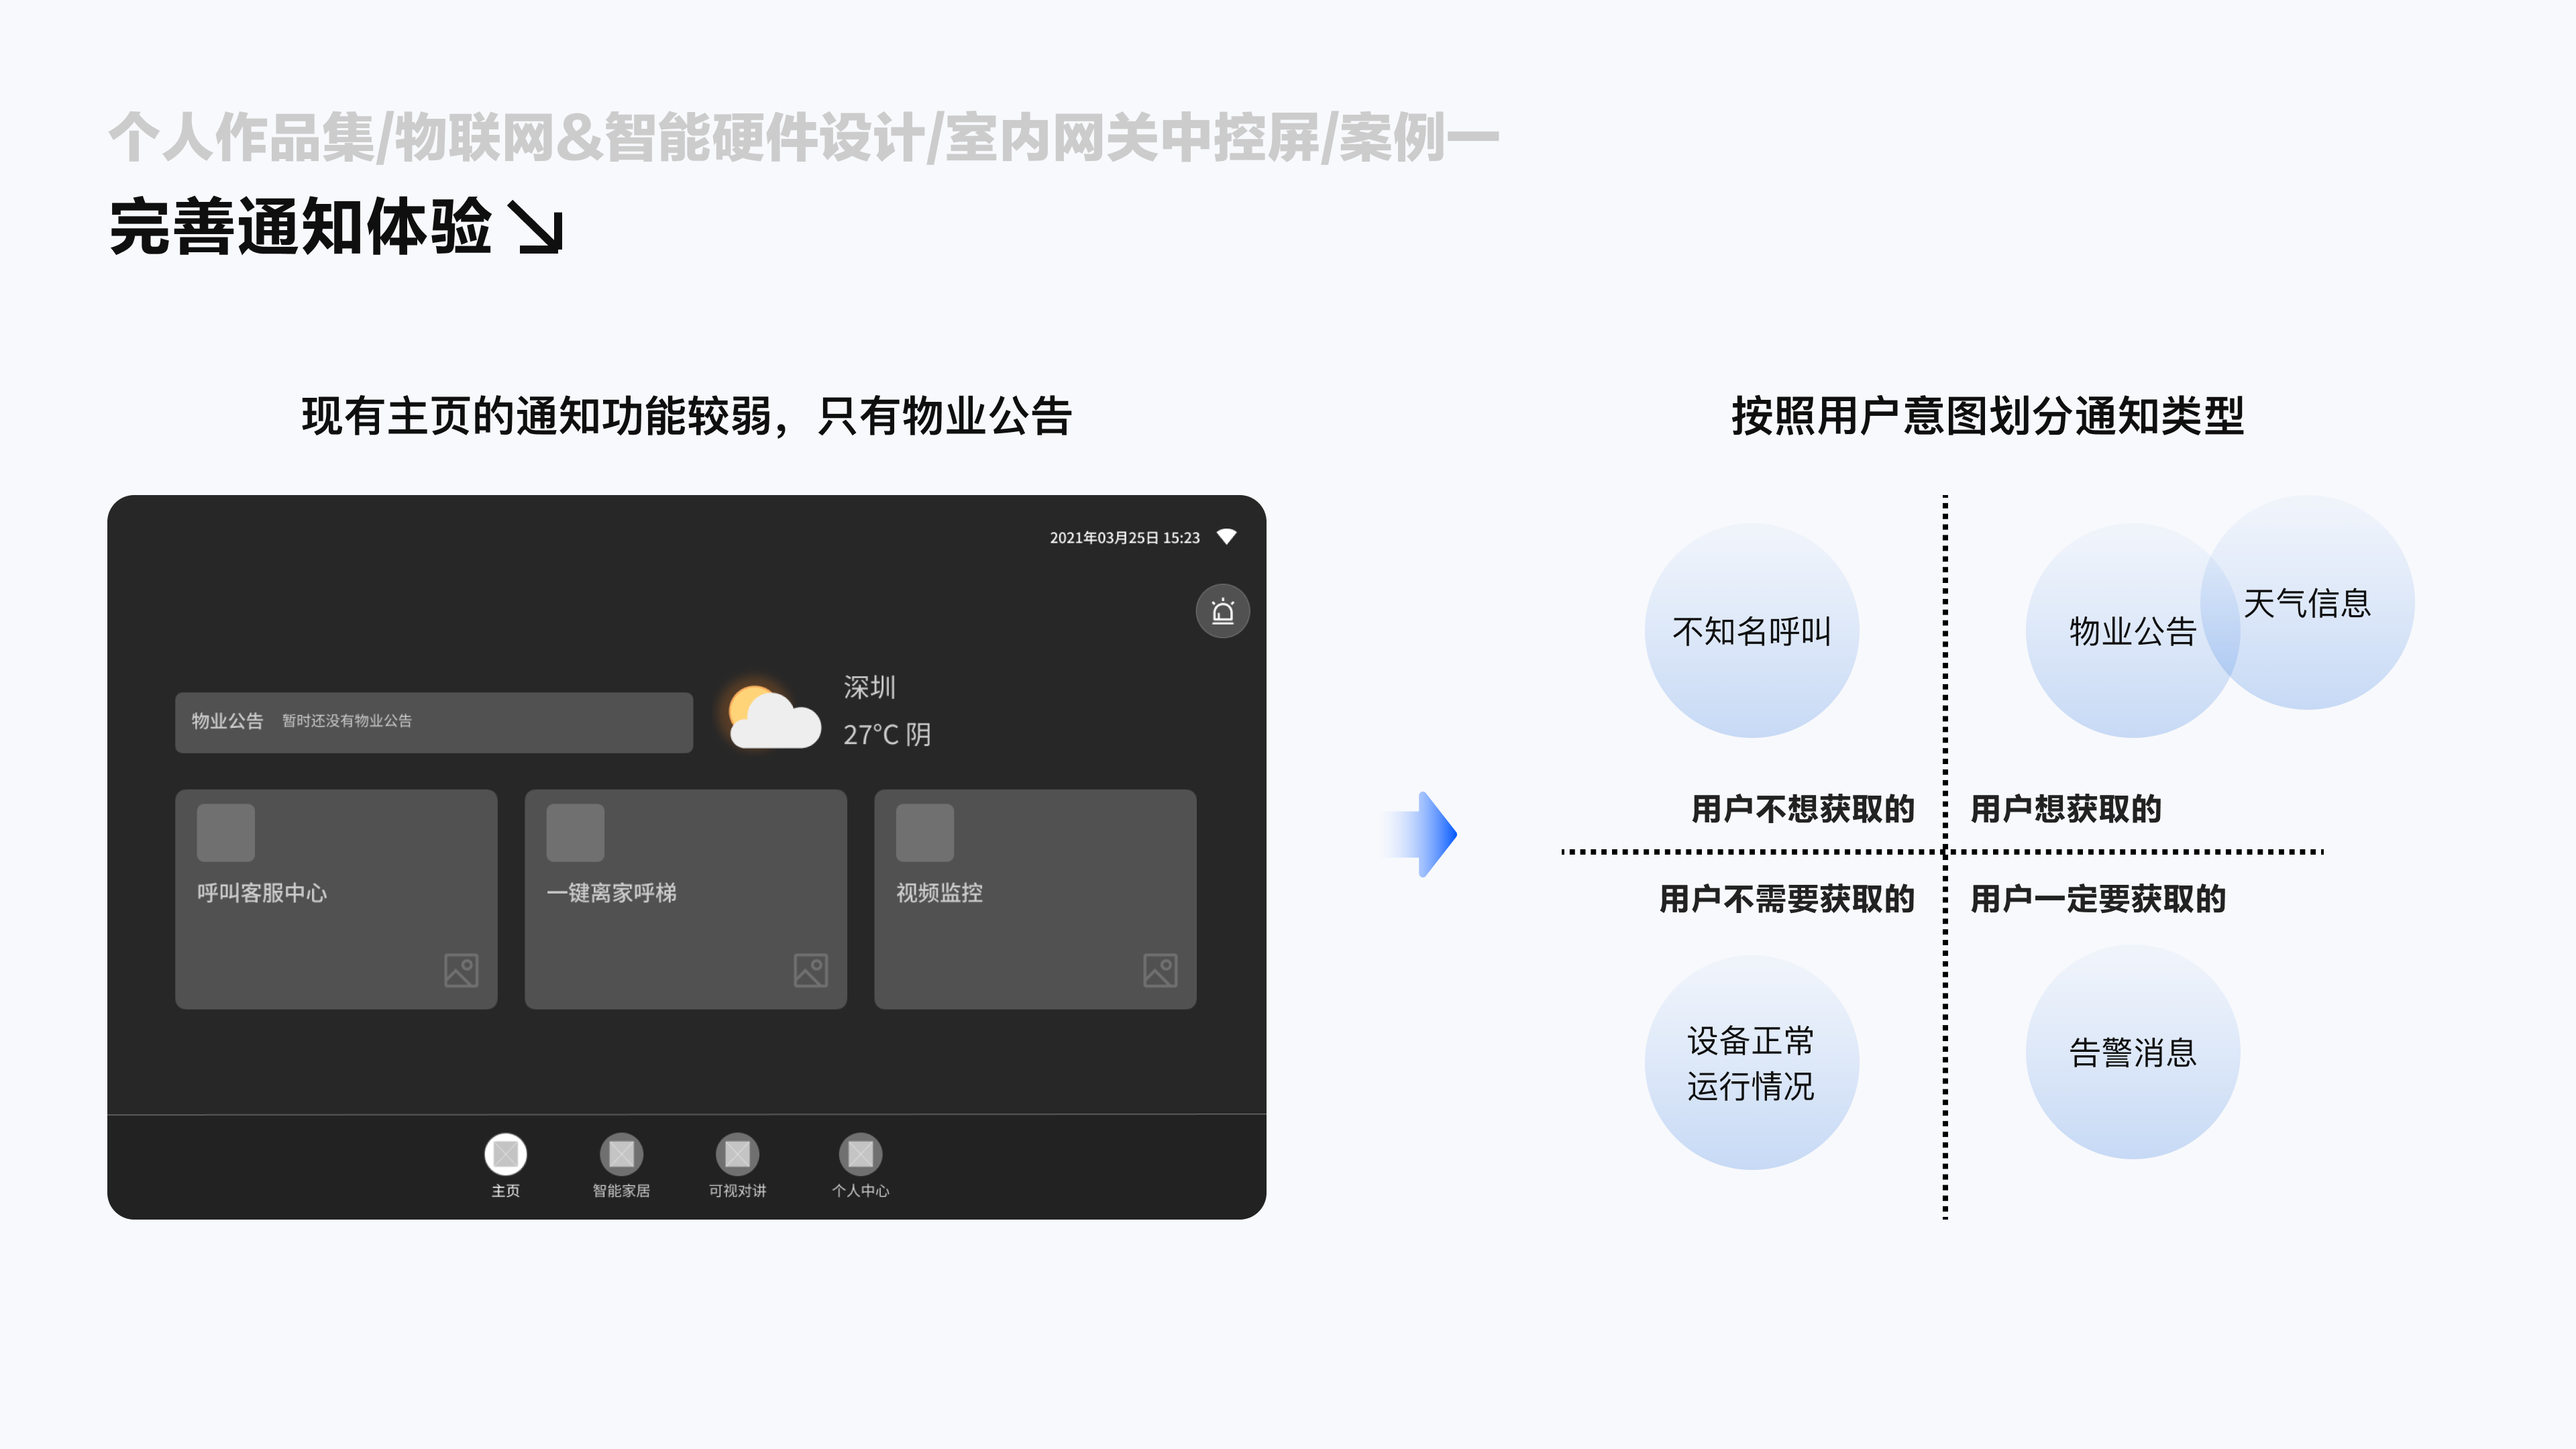 个人作品集/物联网&智能硬件设计/室内网关中控屏/案例一
完善通知体验
现有主页的通知功能较弱，只有物业公告
2021年03月25日 15:23
深圳
物业公告 暂时还没有物业公告
27°C 阴
呼叫客服中心
一键离家呼梯
视频监控
主页
智能家居
可视对讲
个人中心
按照用户意图划分通知类型
不知名呼叫
物业公告
天气信息
用户不想获取的
用户想获取的
用户不需要获取的
用户一定要获取的
设备正常
运行情况
告警消息